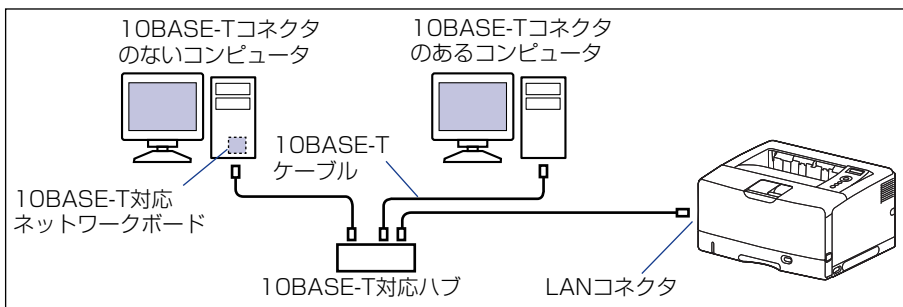 10BASE-Tコネクタ
のないコンピュータ
10BASE-Tコネクタ
のあるコンピュータ
10BASE-T
ケーブル
10BASE-T対応
ネットワークボード
10BASE-T対応ハブ
LANコネクタ